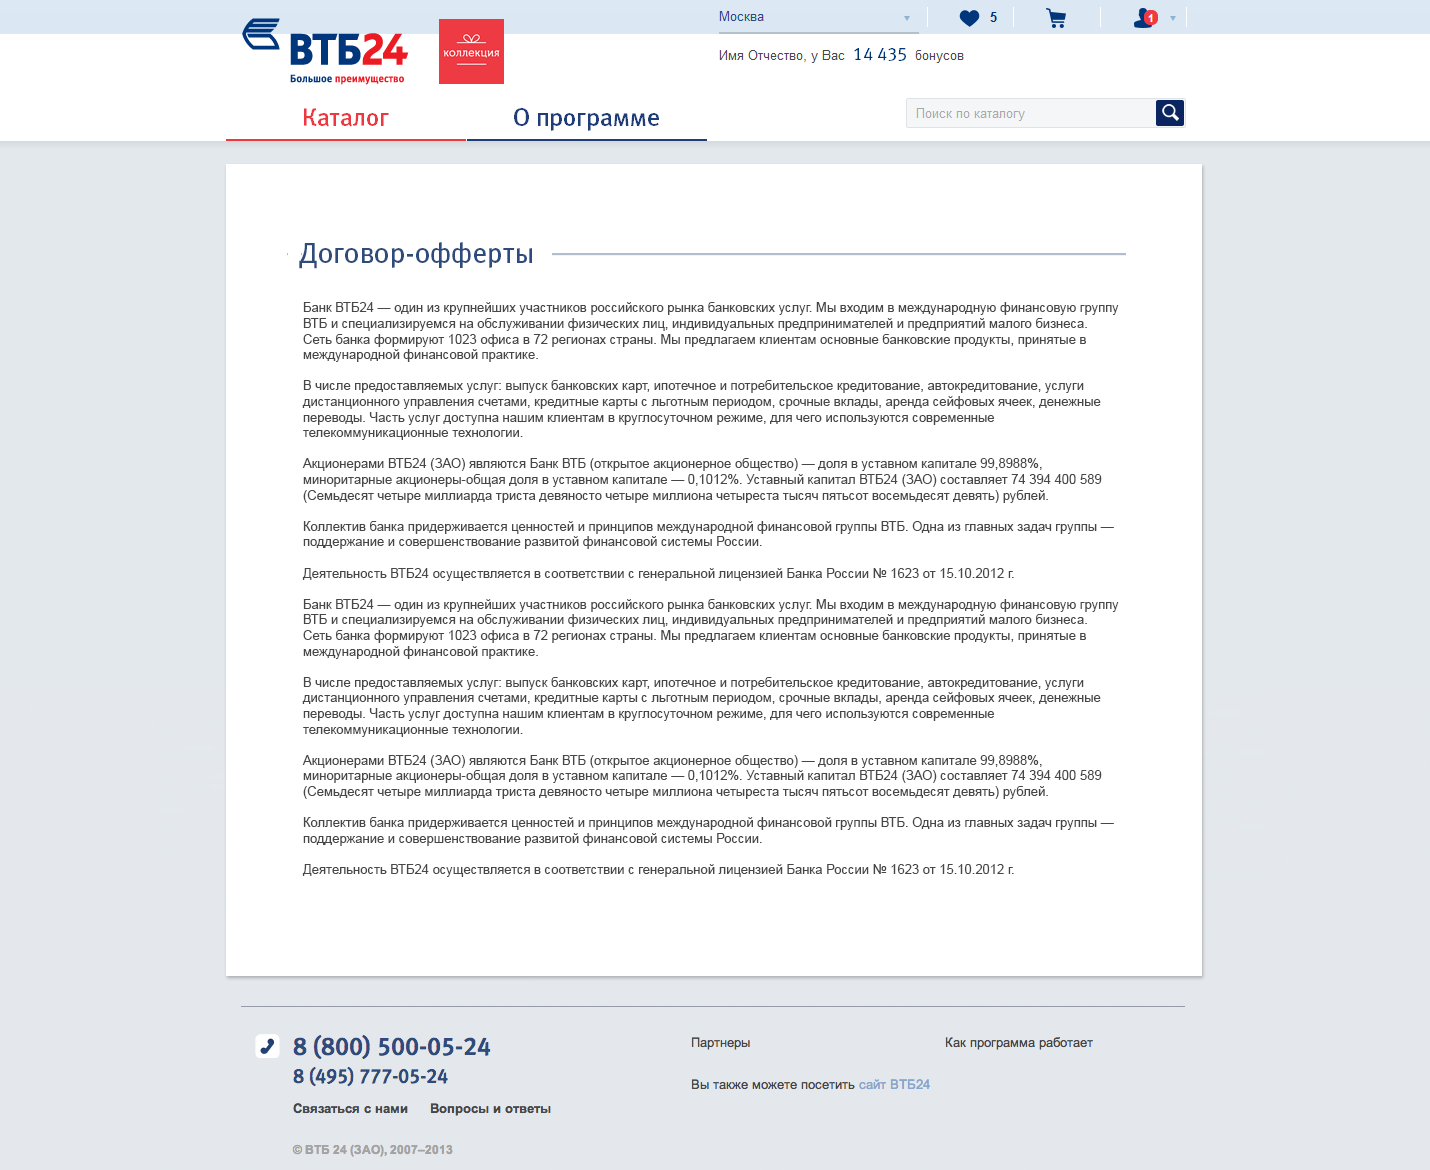 Москва
5
1
ВТБ24
Большое преимущество
коллекция
Имя Отчество, у Вас 14 435 бонусов
Каталог
О программе
Поиск по каталогу
Договор-офферты
Банк ВТБ24 — один из крупнейших участников российского рынка банковских услуг. Мы входим в международную финансовую группу
ВТБ и специализируемся на обслуживании физических лиц, индивидуальных предпринимателей и предприятий малого бизнеса.
Сеть банка формируют 1023 офиса в 72 регионах страны. Мы предлагаем клиентам основные банковские продукты, принятые в
международной финансовой практике.
В числе предоставляемых услуг: выпуск банковских карт, ипотечное и потребительское кредитование, автокредитование, услуги
дистанционного управления счетами, кредитные карты с льготным периодом, срочные вклады, аренда сейфовых ячеек, денежные
переводы. Часть услуг доступна нашим клиентам в круглосуточном режиме, для чего используются современные
телекоммуникационные технологии.
Акционерами ВТБ24 (ЗАО) являются Банк ВТБ (открытое акционерное общество) — доля в уставном капитале 99,8988%,
миноритарные акционеры-общая доля в уставном капитале — 0,1012%. Уставный капитал ВТБ24 (ЗАО) составляет 74 394 400 589
(Семьдесят четыре миллиарда триста девяносто четыре миллиона четыреста тысяч пятьсот восемьдесят девять) рублей.
Коллектив банка придерживается ценностей и принципов международной финансовой группы ВТБ. Одна из главных задач группы —
поддержание и совершенствование развитой финансовой системы России.
Деятельность ВТБ24 осуществляется в соответствии с генеральной лицензией Банка России № 1623 от 15.10.2012 г.
Банк ВТБ24 — один из крупнейших участников российского рынка банковских услуг. Мы входим в международную финансовую группу
ВТБ и специализируемся на обслуживании физических лиц, индивидуальных предпринимателей и предприятий малого бизнеса.
Сеть банка формируют 1023 офиса в 72 регионах страны. Мы предлагаем клиентам основные банковские продукты, принятые в
международной финансовой практике.
В числе предоставляемых услуг: выпуск банковских карт, ипотечное и потребительское кредитование, автокредитование, услуги
дистанционного управления счетами, кредитные карты с льготным периодом, срочные вклады, аренда сейфовых ячеек, денежные
переводы. Часть услуг доступна нашим клиентам в круглосуточном режиме, для чего используются современные
телекоммуникационные технологии.
Акционерами ВТБ24 (ЗАО) являются Банк ВТБ (открытое акционерное общество) — доля в уставном капитале 99,8988%,
миноритарные акционеры-общая доля в уставном капитале — 0,1012%. Уставный капитал ВТБ24 (ЗАО) составляет 74 394 400 589
(Семьдесят четыре миллиарда триста девяносто четыре миллиона четыреста тысяч пятьсот восемьдесят девять) рублей.
Коллектив банка придерживается ценностей и принципов международной финансовой группы ВТБ. Одна из главных задач группы —
поддержание и совершенствование развитой финансовой системы России.
Деятельность ВТБ24 осуществляется в соответствии с генеральной лицензией Банка России № 1623 от 15.10.2012 г.
8 (800) 500-05-24
8 (495) 777-05-24
Связаться с нами
Вопросы и ответы
Партнеры
Как программа работает
Вы также можете посетить сайт ВТБ24
© ВТБ 24 (ЗАО), 2007–2013